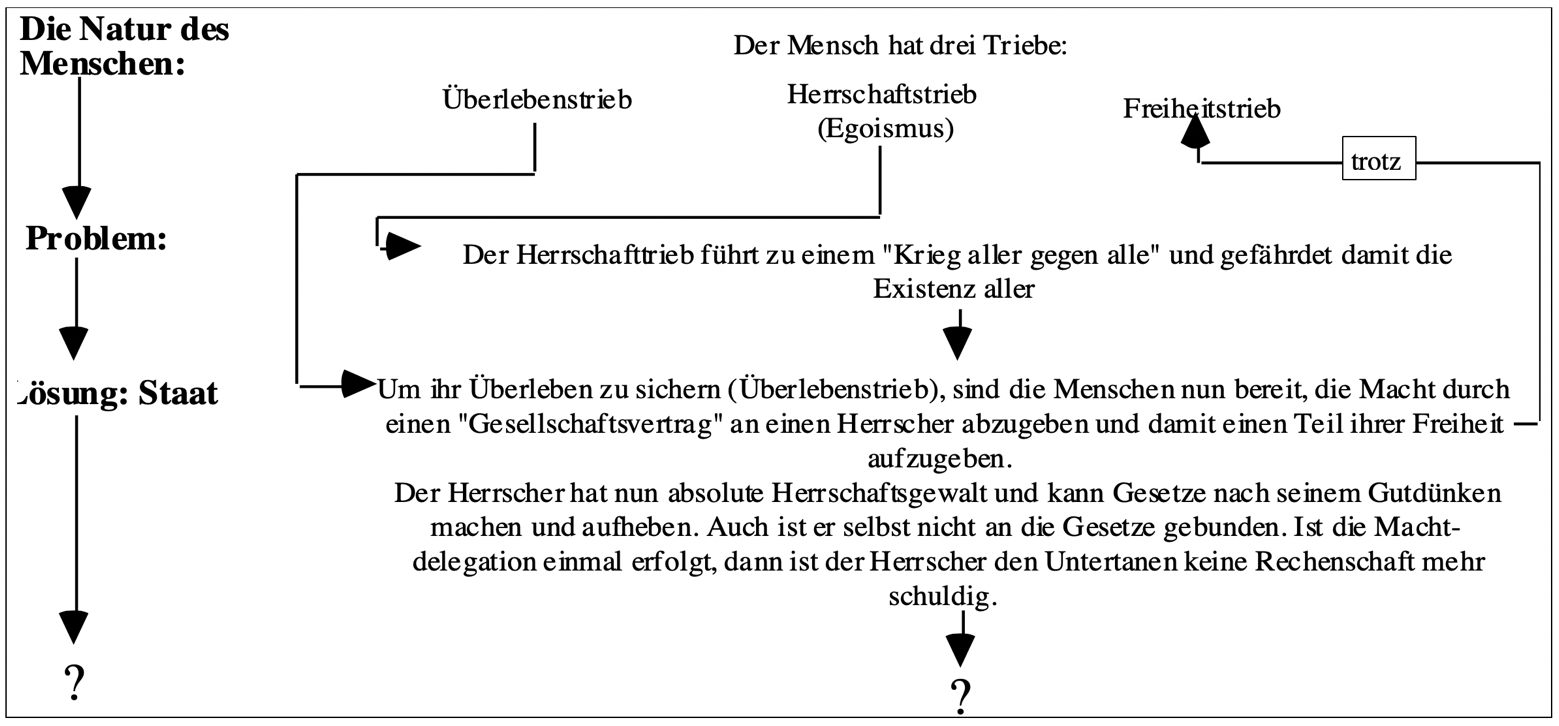 Die Natur des
Menschen:
Der Mensch hat drei Triebe:
Überlebenstrieb
Herrschaftstrieb
(Egoismus)
Freiheitstrieb
trotz
Problem:
Der Herrschafttrieb führt zu einem "Krieg aller gegen alle" und gefährdet damit die
Existenz aller
Lösung: Staat
Um ihr Überleben zu sichern (Überlebenstrieb), sind die Menschen nun bereit, die Macht durch
einen "Gesellschaftsvertrag" an einen Herrscher abzugeben und damit einen Teil ihrer Freiheit
aufzugeben.
Der Herrscher hat nun absolute Herrschaftsgewalt und kann Gesetze nach seinem Gutdünken
machen und aufheben. Auch ist er selbst nicht an die Gesetze gebunden. Ist die Macht-
delegation einmal erfolgt, dann ist der Herrscher den Untertanen keine Rechenschaft mehr
schuldig.
?
?